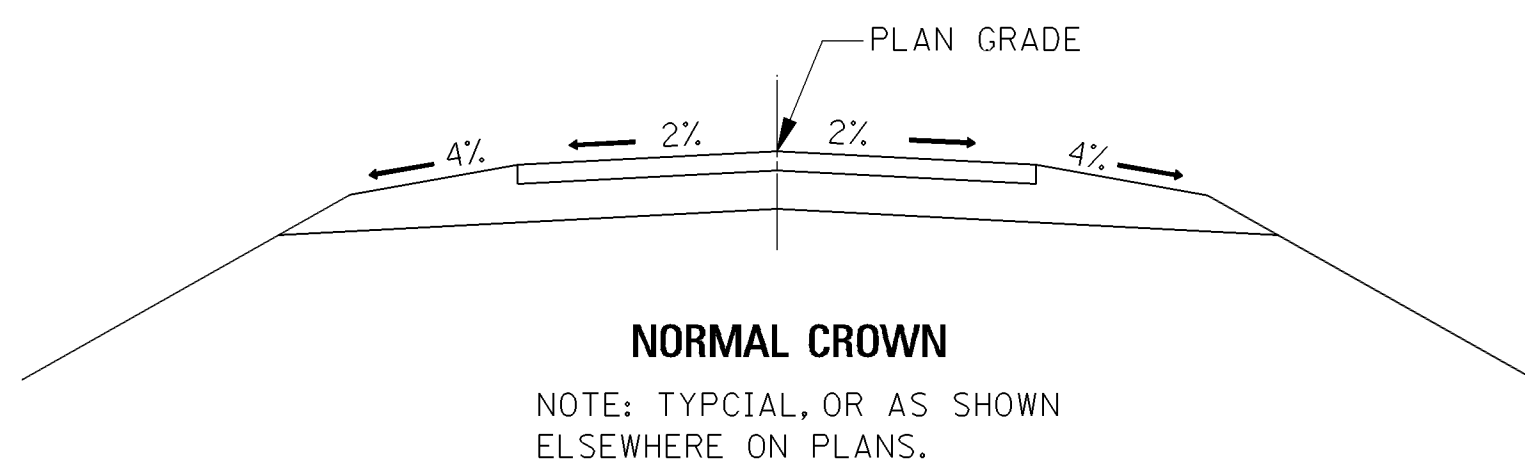 PLAN GRADE
4% 2% 2% 4%
NORMAL CROWN
NOTE: TYPCIAL, OR AS SHOWN
ELSEWHERE ON PLANS.